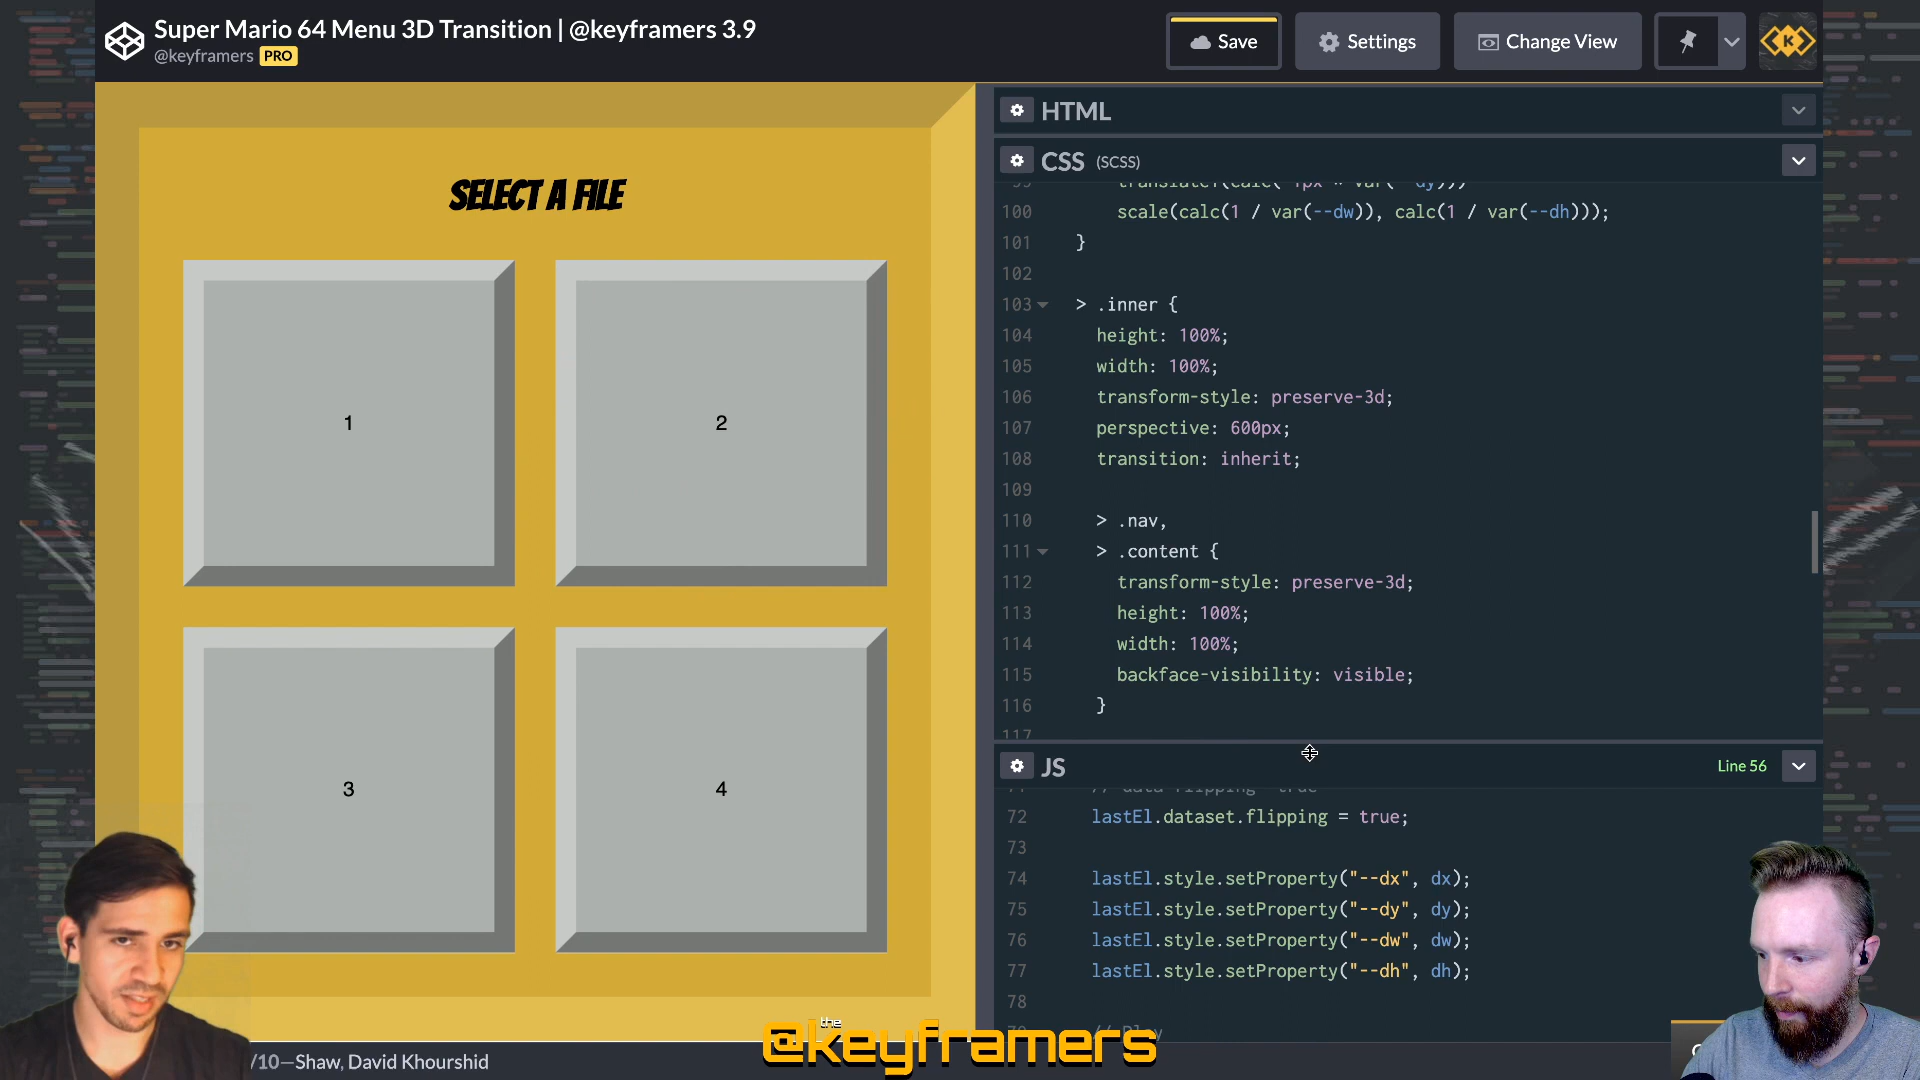 Super Mario 64 Menu 3D Transition | @keyframers 3.9
@keyframers PRO
Save
Settings
Change View
K
SELECT A FILE
1
2
3
4
HTML
CSS (SCSS)
100 scale(calc(1 / var(--dw)), calc(1 / var(--dh)));
101 }
102
103 > .inner {
104 height: 100%;
105 width: 100%;
106 transform-style: preserve-3d;
107 perspective: 600px;
108 transition: inherit;
109
110 > .nav,
111 > .content {
112 transform-style: preserve-3d;
113 height: 100%;
114 width: 100%;
115 backface-visibility: visible;
116 }
117
JS
Line 56
72 lastEl.dataset.flipping = true;
73
74 lastEl.style.setProperty("--dx", dx);
75 lastEl.style.setProperty("--dy", dy);
76 lastEl.style.setProperty("--dw", dw);
77 lastEl.style.setProperty("--dh", dh);
78
// Play
the
@keyframers
/10—Shaw, David Khourshid